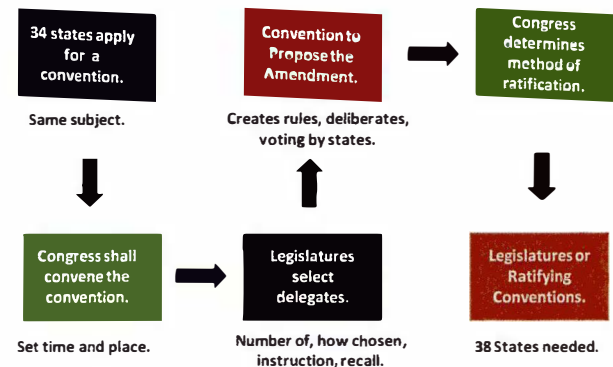 34 states apply
for a
convention.
Same subject.
Congress shall
convene the
convention.
Set time and place.
Legislatures
select
delegates.
Number of, how chosen,
instruction, recall.
Convention to
Propose the
Amendment.
Creates rules, deliberates,
voting by states.
Congress
determines
method of
ratification.
Legislatures or
Ratifying
Conventions.
38 States needed.